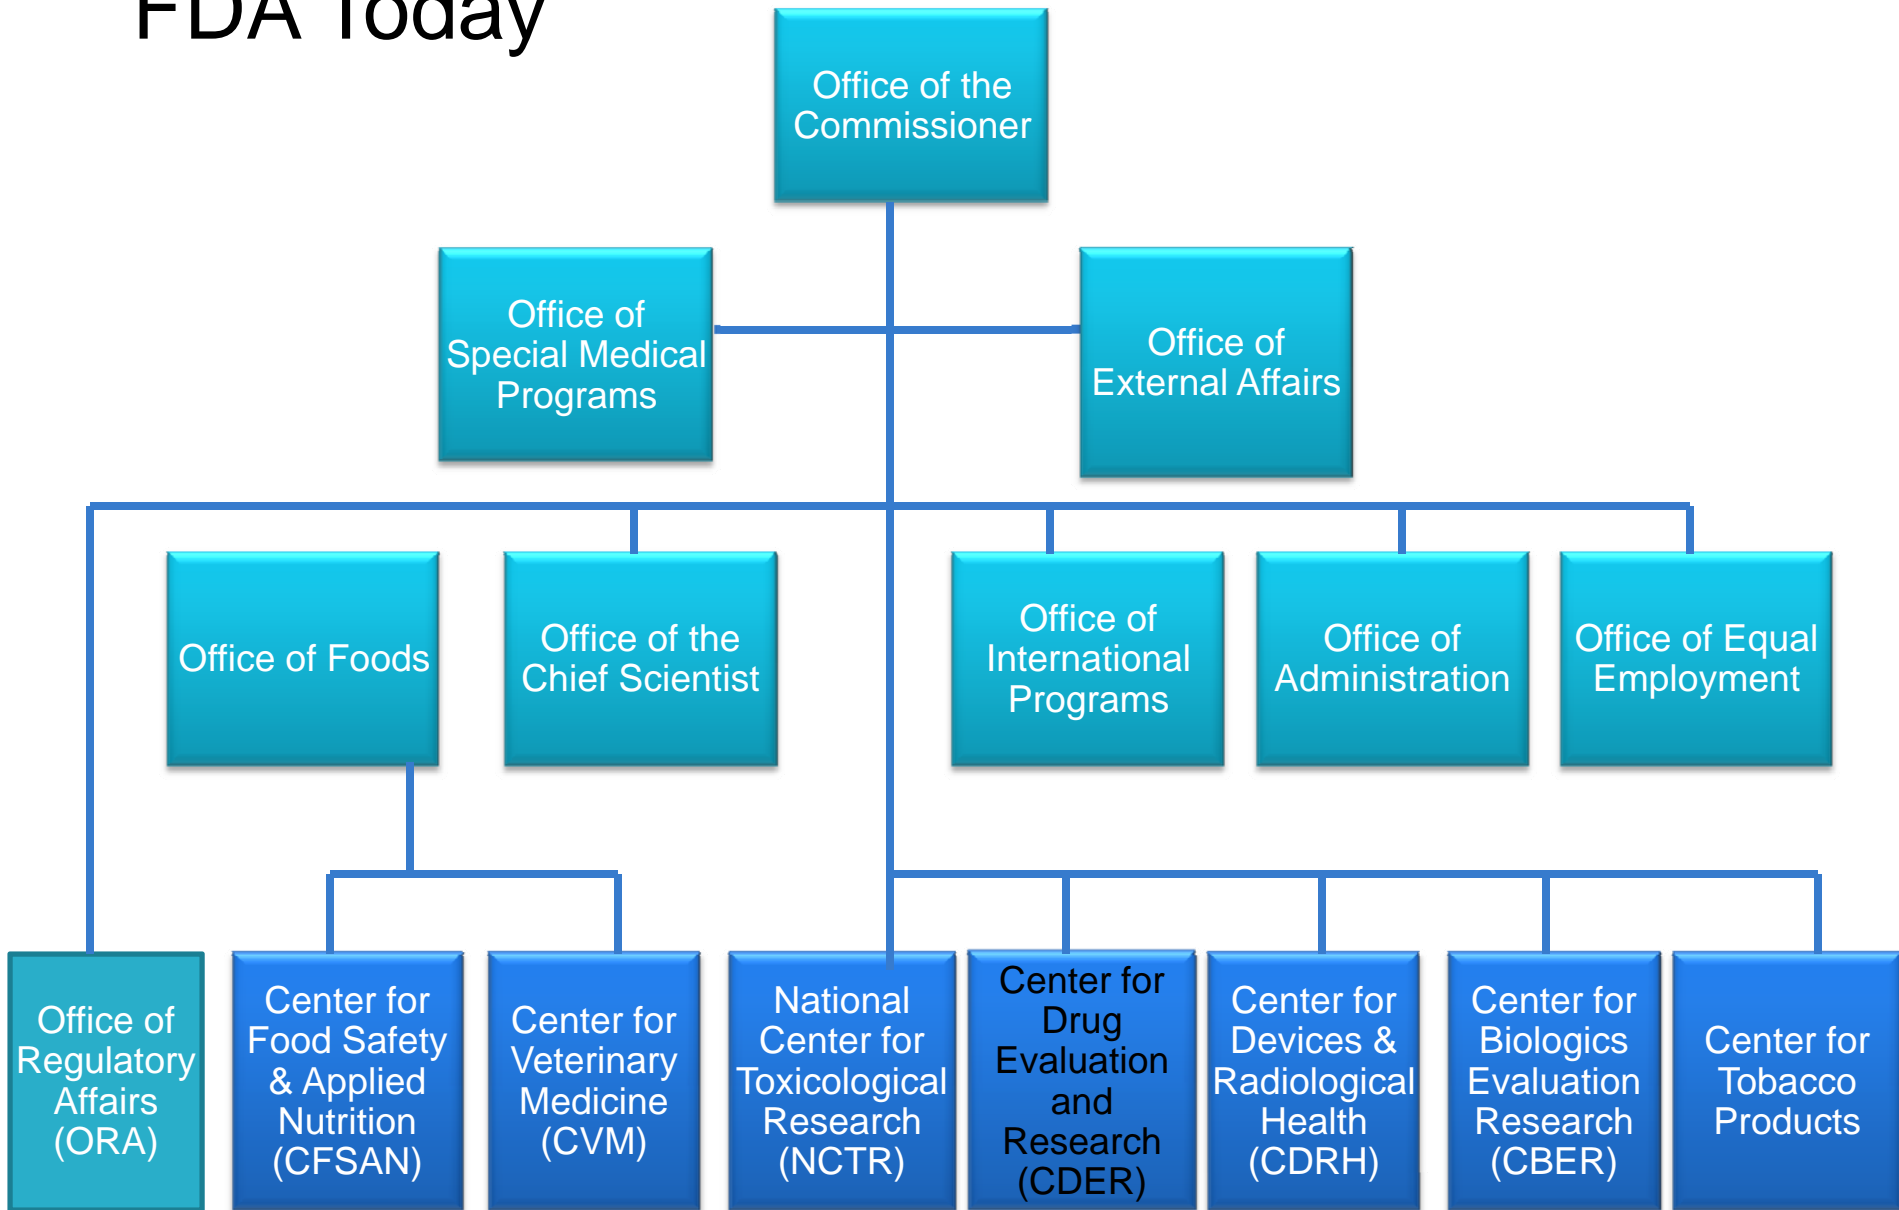 FDA Today
Office of the
Commissioner
Office of
Special Medical
Programs
Office of
External Affairs
Office of Foods
Office of the
Chief Scientist
Office of
International
Programs
Office of
Administration
Office of Equal
Employment
Office of
Regulatory
Affairs
(ORA)
Center for
Food Safety
& Applied
Nutrition
(CFSAN)
Center for
Veterinary
Medicine
(CVM)
National
Center for
Toxicological
Research
(NCTR)
Center for
Drug
Evaluation
and
Research
(CDER)
Center for
Devices &
Radiological
Health
(CDRH)
Center for
Biologics
Evaluation
Research
(CBER)
Center for
Tobacco
Products